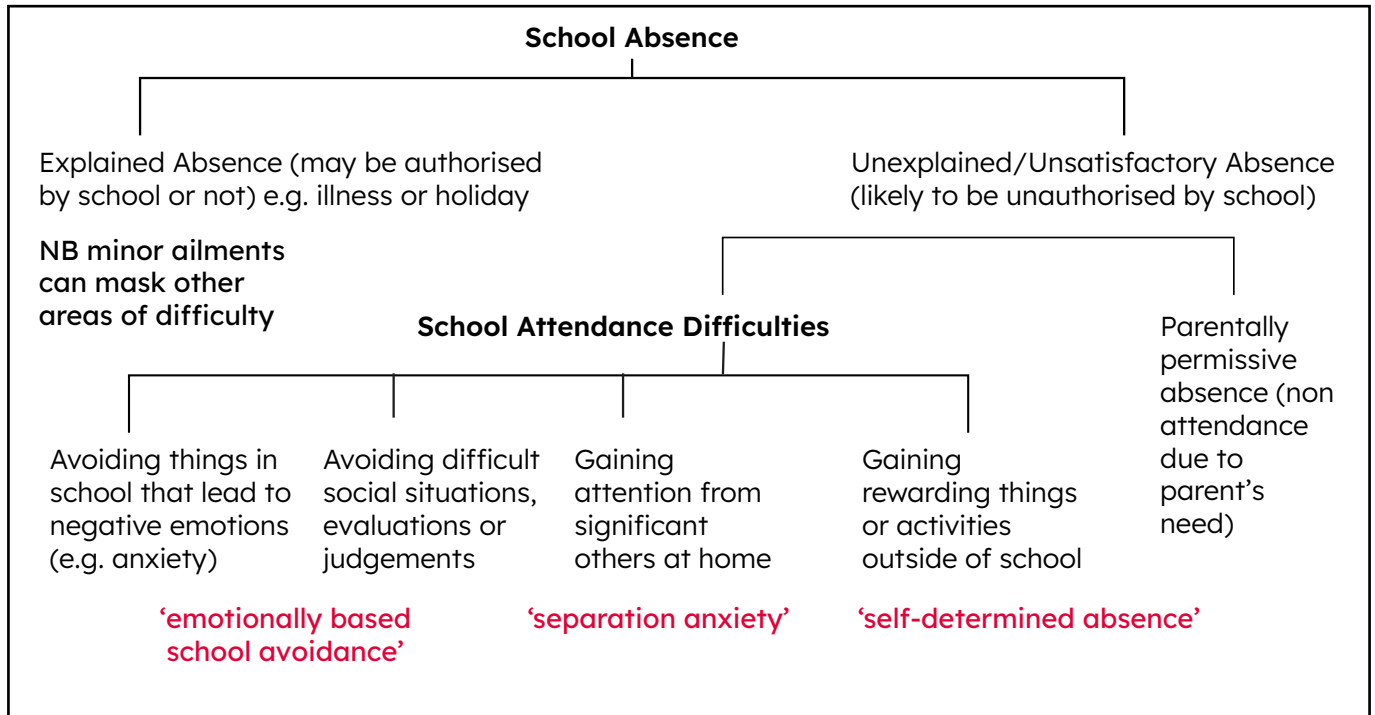 School Absence
Explained Absence (may be authorised
by school or not) e.g. illness or holiday
NB minor ailments
can mask other
areas of difficulty
Unexplained/Unsatisfactory Absence
(likely to be unauthorised by school)
School Attendance Difficulties
Parentally
permissive
absence (non
attendance
due to
parent's
need)
Avoiding things in
school that lead to
negative emotions
(e.g. anxiety)
Avoiding difficult
social situations,
evaluations or
judgements
Gaining
attention from
significant
others at home
Gaining
rewarding things
or activities
outside of school
‘emotionally based
school avoidance’
‘separation anxiety’
‘self-determined absence’